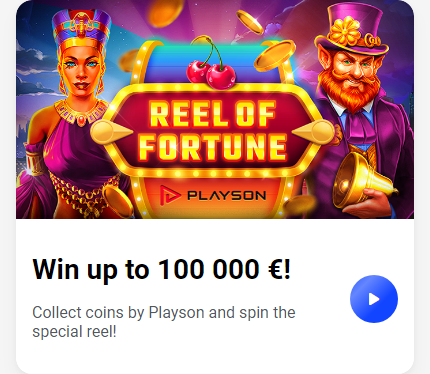 REEL OF
FORTUNE
PLAYSON
Win up to 100 000 €!
Collect coins by Playson and spin the
special reel!